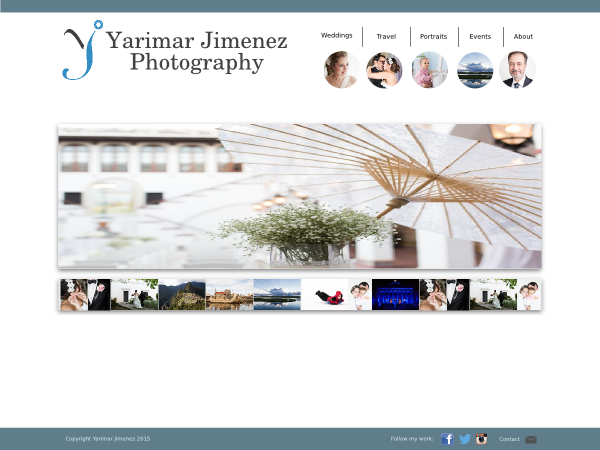 Yarimar Jimenez
Photography
Weddings
Travel
Portraits
Events
About
Copyright Yarimar Jimenez 2015
Follow my work:
Contact